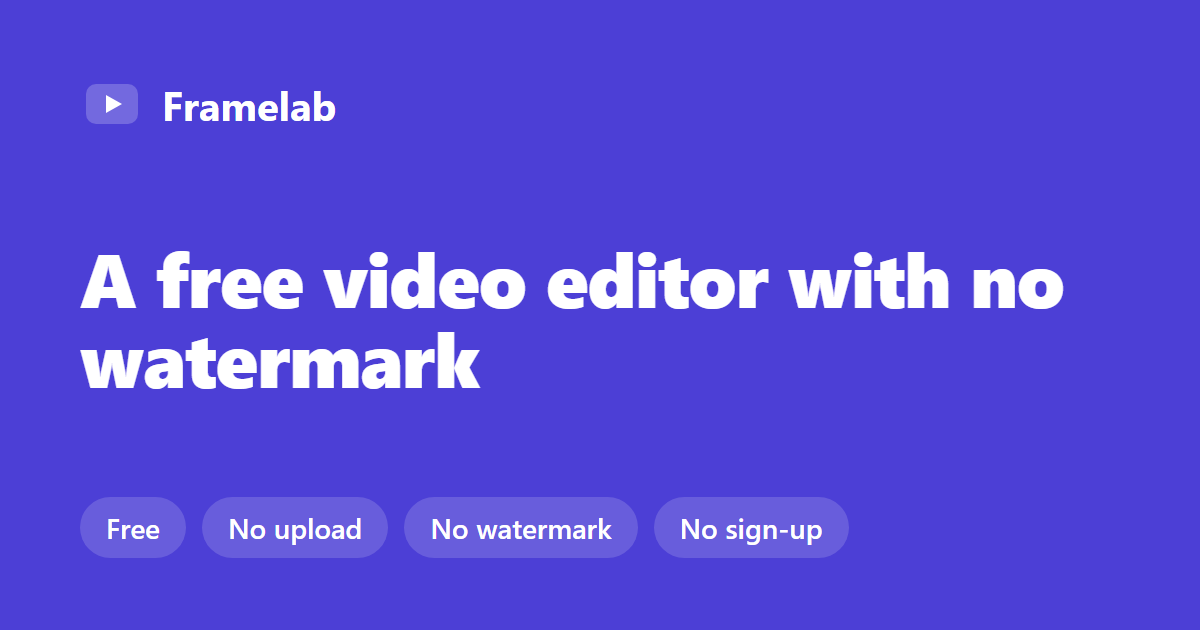 Framelab
A free video editor with no
watermark
Free
No upload
No watermark
No sign-up